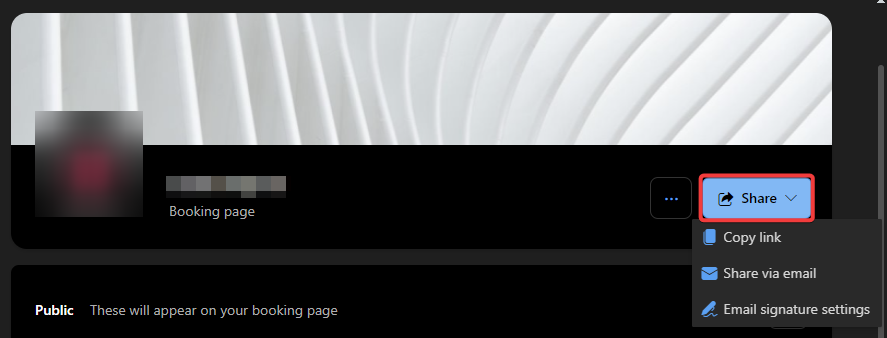 Booking page
Share
Copy link
Share via email
Email signature settings
Public These will appear on your booking page